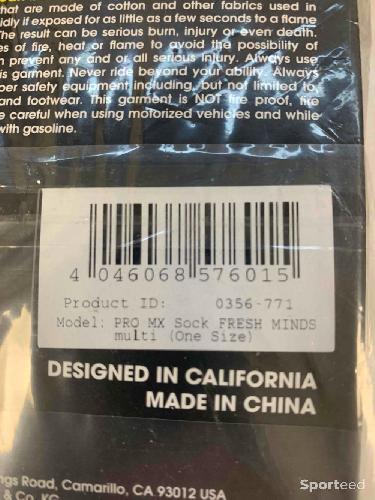 that are made of cotton and other fabrics used in
ldly if exposed for as little as a few seconds to a flame
The result can be serious burn, injury or even death.
es of fire, heat or flame to avoid the possibility of
n prevent any and or all serious injury. Always use
is garment. Never ride beyond your ability. Always
per safety equipment including, but not limited to,
and footwear. This garment is NOT fire proof, fire
e careful when using motorized vehicles and while
with gasoline.
4 046068 576015
Product ID: 0356-771
Model: PRO MX Sock FRESH MINDS
multi (One Size)
DESIGNED IN CALIFORNIA
MADE IN CHINA
ngs Road, Camarillo, CA 93012 USA
& Co. KG
Sporteed